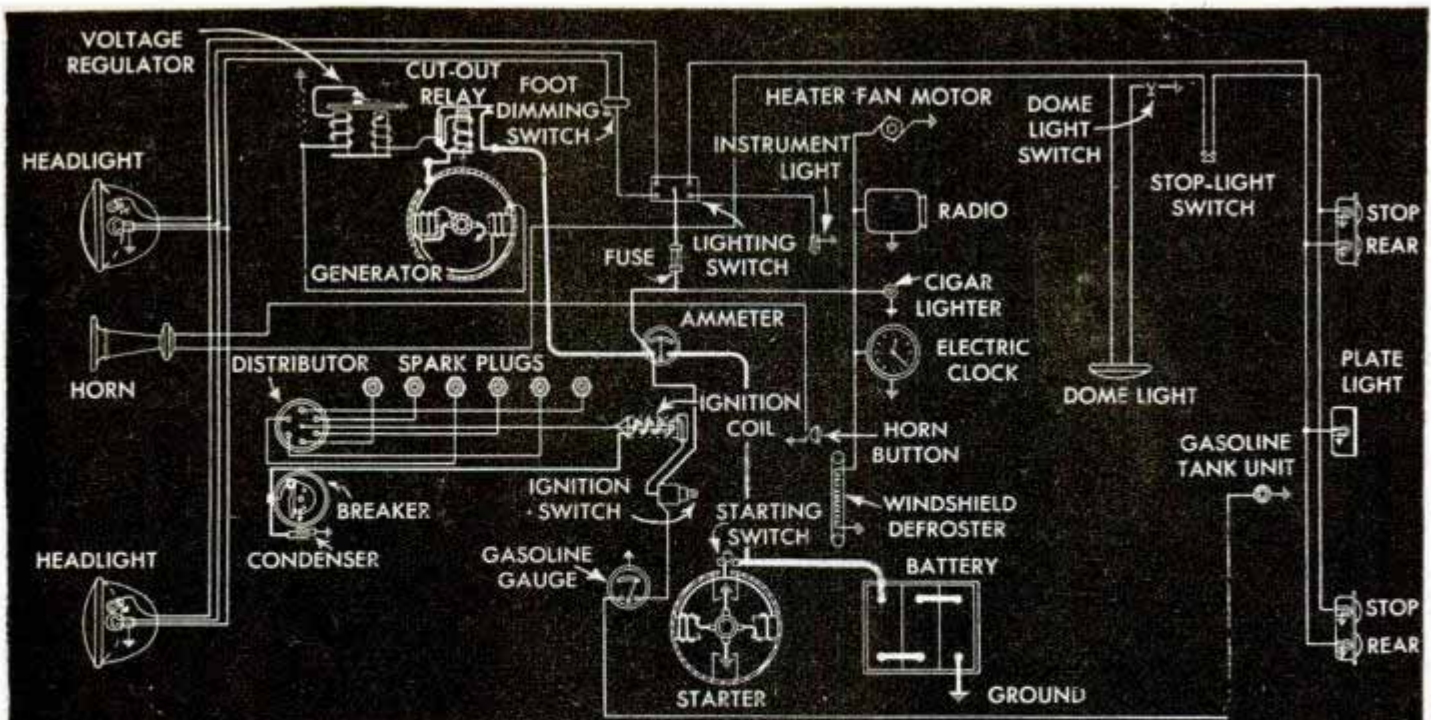 VOLTAGE
REGULATOR
CUT-OUT
RELAY
FOOT
DIMMING
SWITCH
HEATER FAN MOTOR
DOME
LIGHT
SWITCH
HEADLIGHT
INSTRUMENT
LIGHT
STOP-LIGHT
SWITCH
RADIO
STOP
REAR
GENERATOR
FUSE
LIGHTING
SWITCH
CIGAR
LIGHTER
AMMETER
HORN
DISTRIBUTOR
SPARK PLUGS
ELECTRIC
CLOCK
PLATE
LIGHT
DOME LIGHT
IGNITION
COIL
HORN
BUTTON
GASOLINE
TANK UNIT
BREAKER
IGNITION
SWITCH
STARTING
SWITCH
WINDSHIELD
DEFROSTER
CONDENSER
HEADLIGHT
GASOLINE
GAUGE
BATTERY
STOP
REAR
STARTER
GROUND